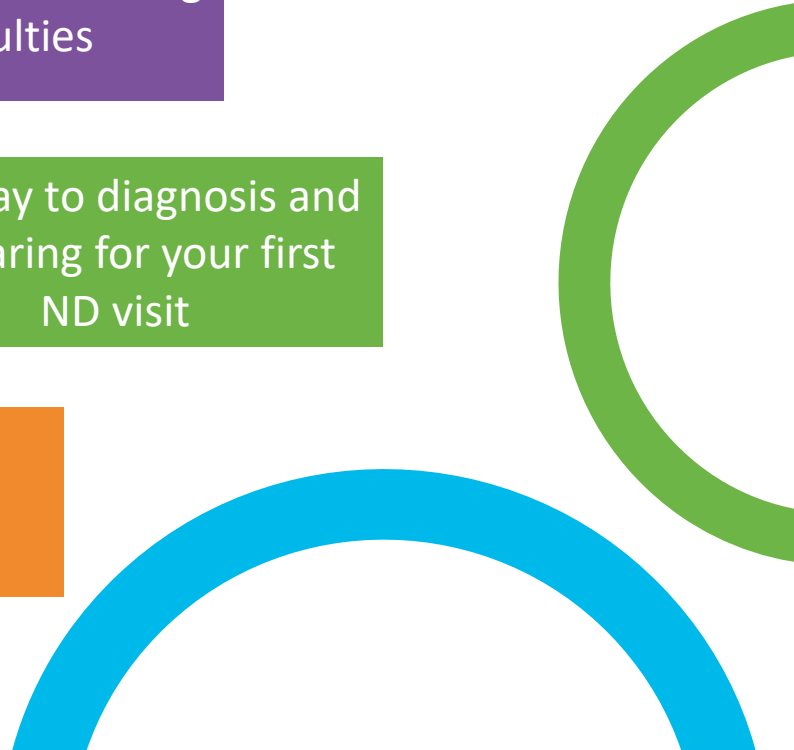 ulties
ay to diagnosis and
aring for your first
ND visit